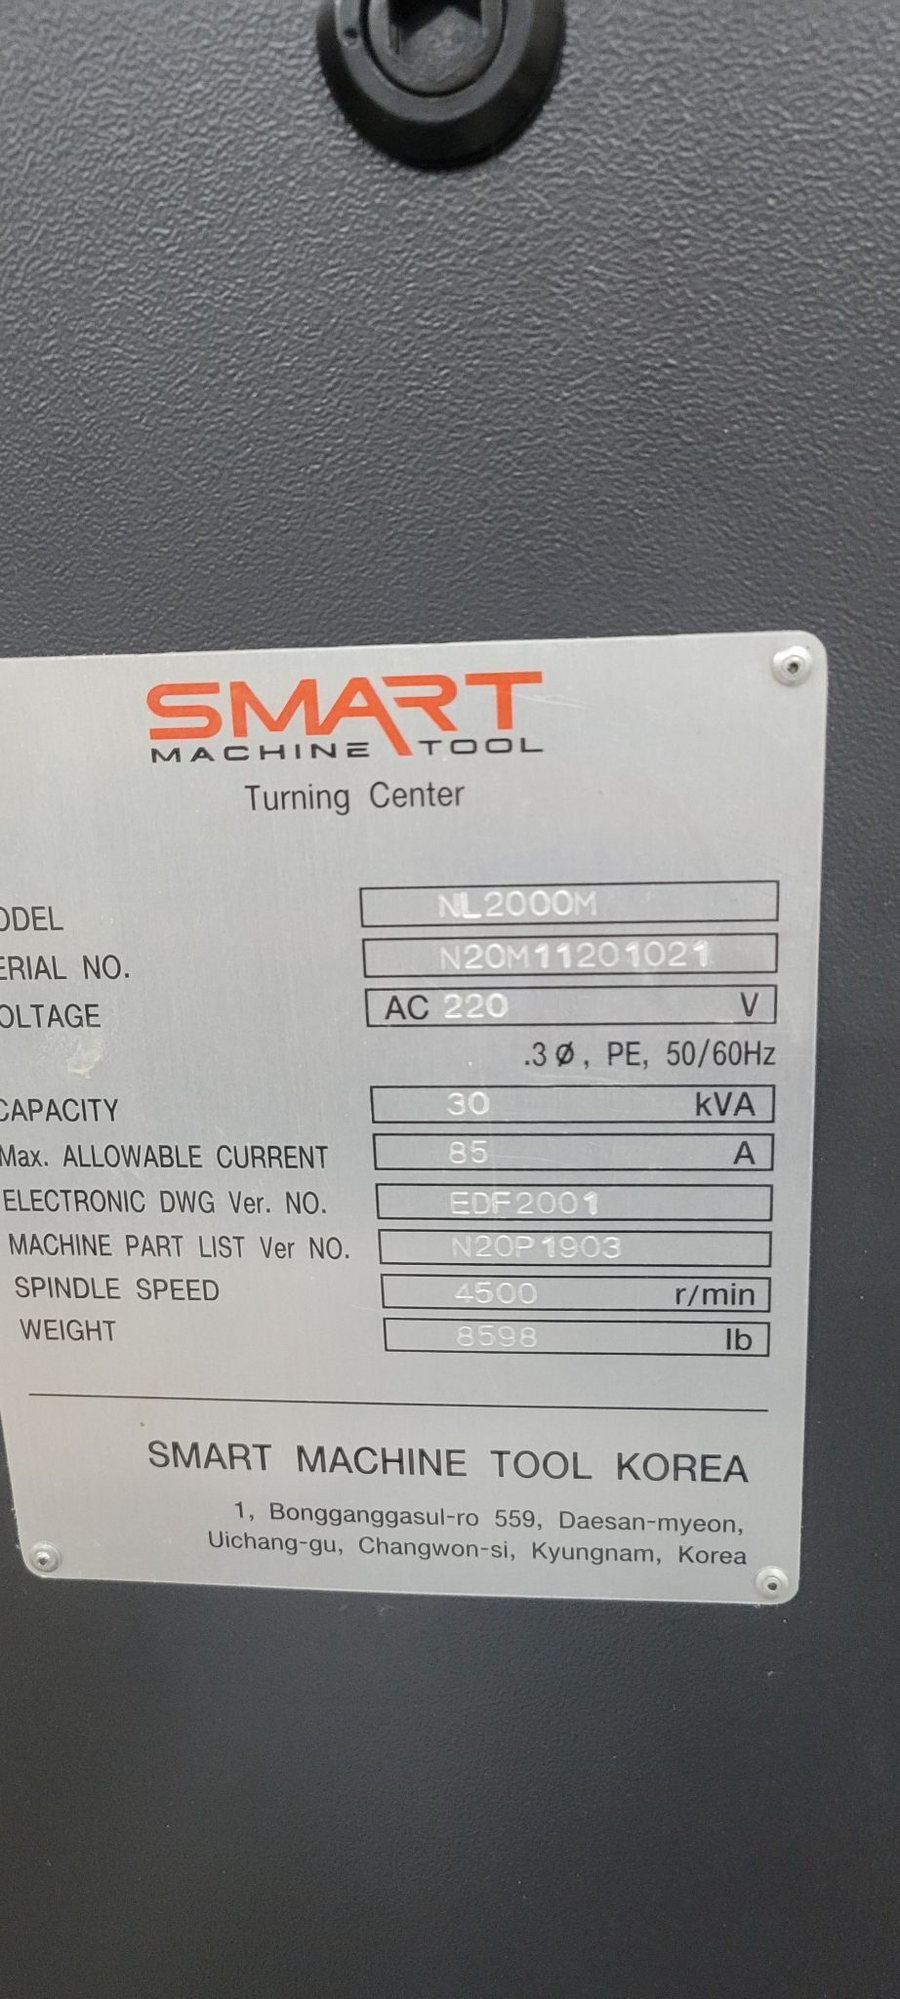 SMART
MACHINE TOOL
Turning Center
ODEL NL2000M
ERIAL NO. N20M11201021
OLTAGE AC 220 V
.3 Ø, PE, 50/60Hz
CAPACITY 30 kVA
Max. ALLOWABLE CURRENT 85 A
ELECTRONIC DWG Ver. NO. EDF2001
MACHINE PART LIST Ver NO. N20P1903
SPINDLE SPEED 4500 r/min
WEIGHT 8598 lb
SMART MACHINE TOOL KOREA
1, Bongganggasul-ro 559, Daesan-myeon,
Uichang-gu, Changwon-si, Kyungnam, Korea